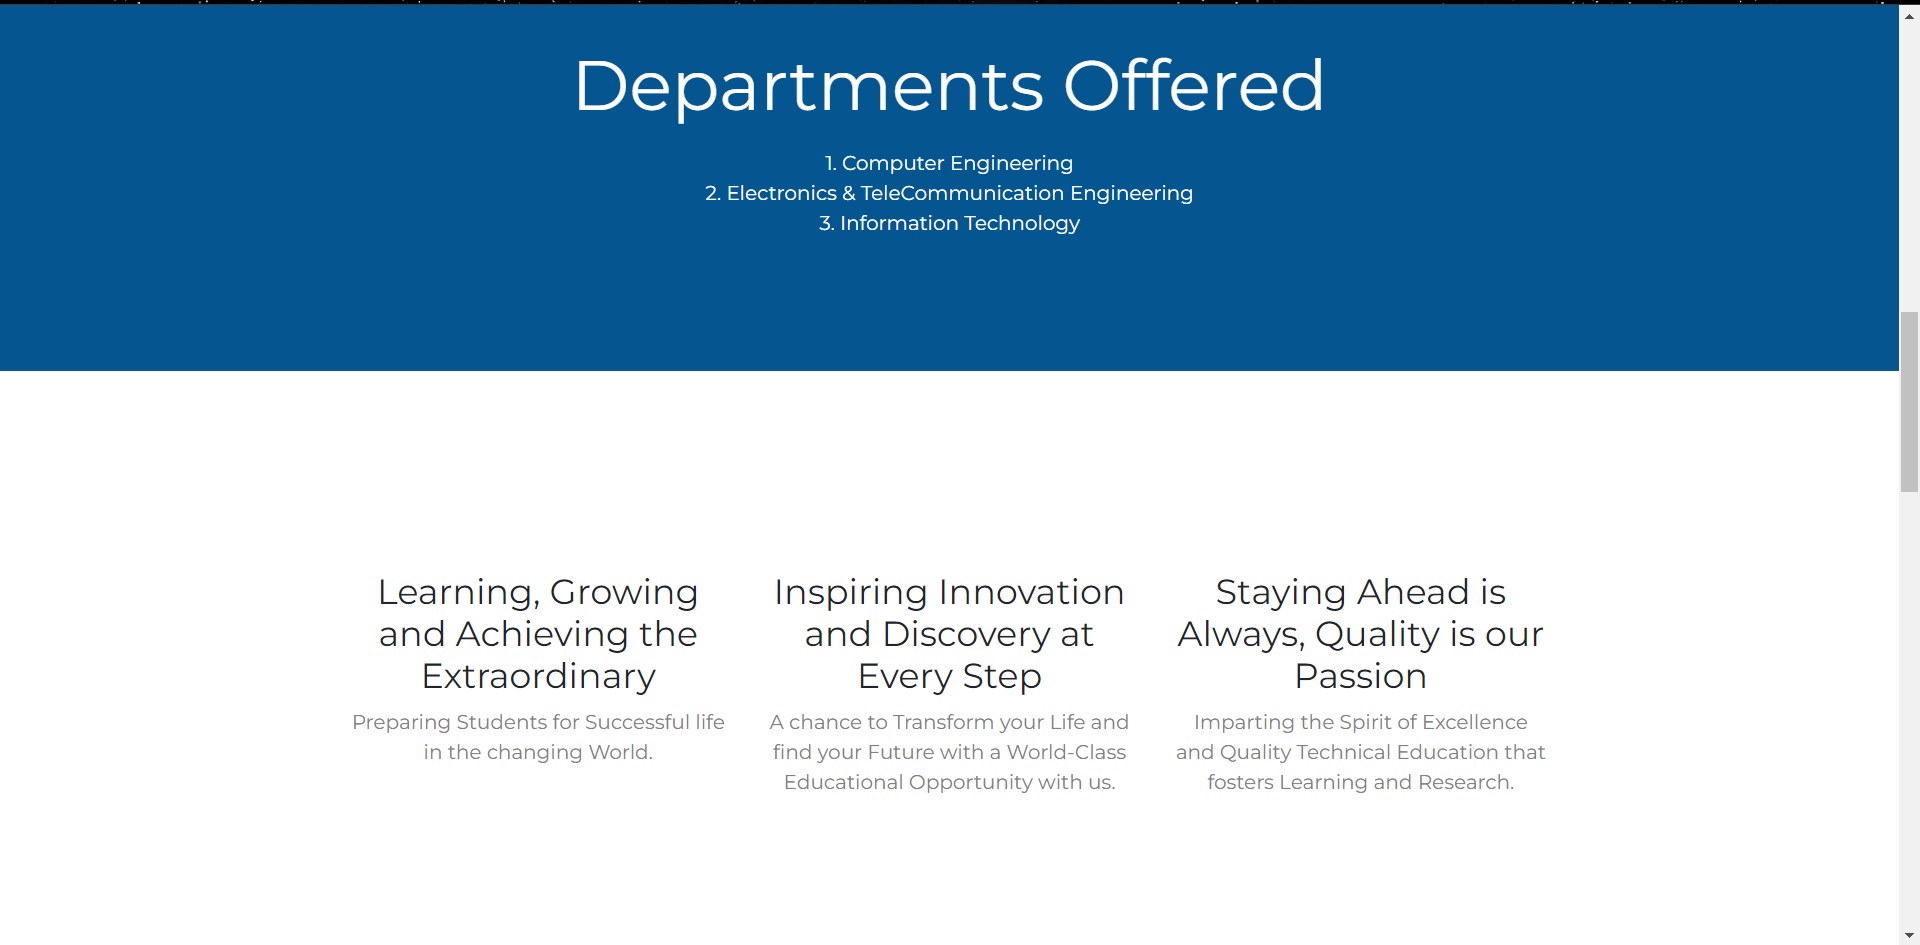 Departments Offered
1. Computer Engineering
2. Electronics & TeleCommunication Engineering
3. Information Technology
Learning, Growing
and Achieving the
Extraordinary
Preparing Students for Successful life
in the changing World.
Inspiring Innovation
and Discovery at
Every Step
A chance to Transform your Life and
find your Future with a World-Class
Educational Opportunity with us.
Staying Ahead is
Always, Quality is our
Passion
Imparting the Spirit of Excellence
and Quality Technical Education that
fosters Learning and Research.